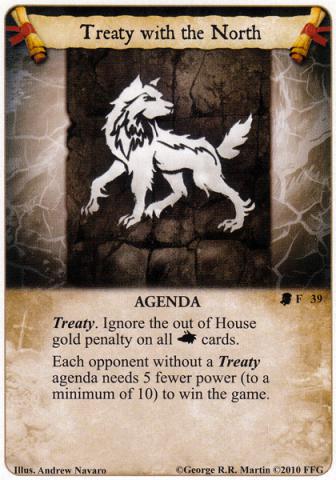 Treaty with the North
AGENDA
F 39
Treaty. Ignore the out of House
gold penalty on all cards.
Each opponent without a Treaty
agenda needs 5 fewer power (to a
minimum of 10) to win the game.
Illus. Andrew Navaro
©George R.R. Martin ©2010 FFG